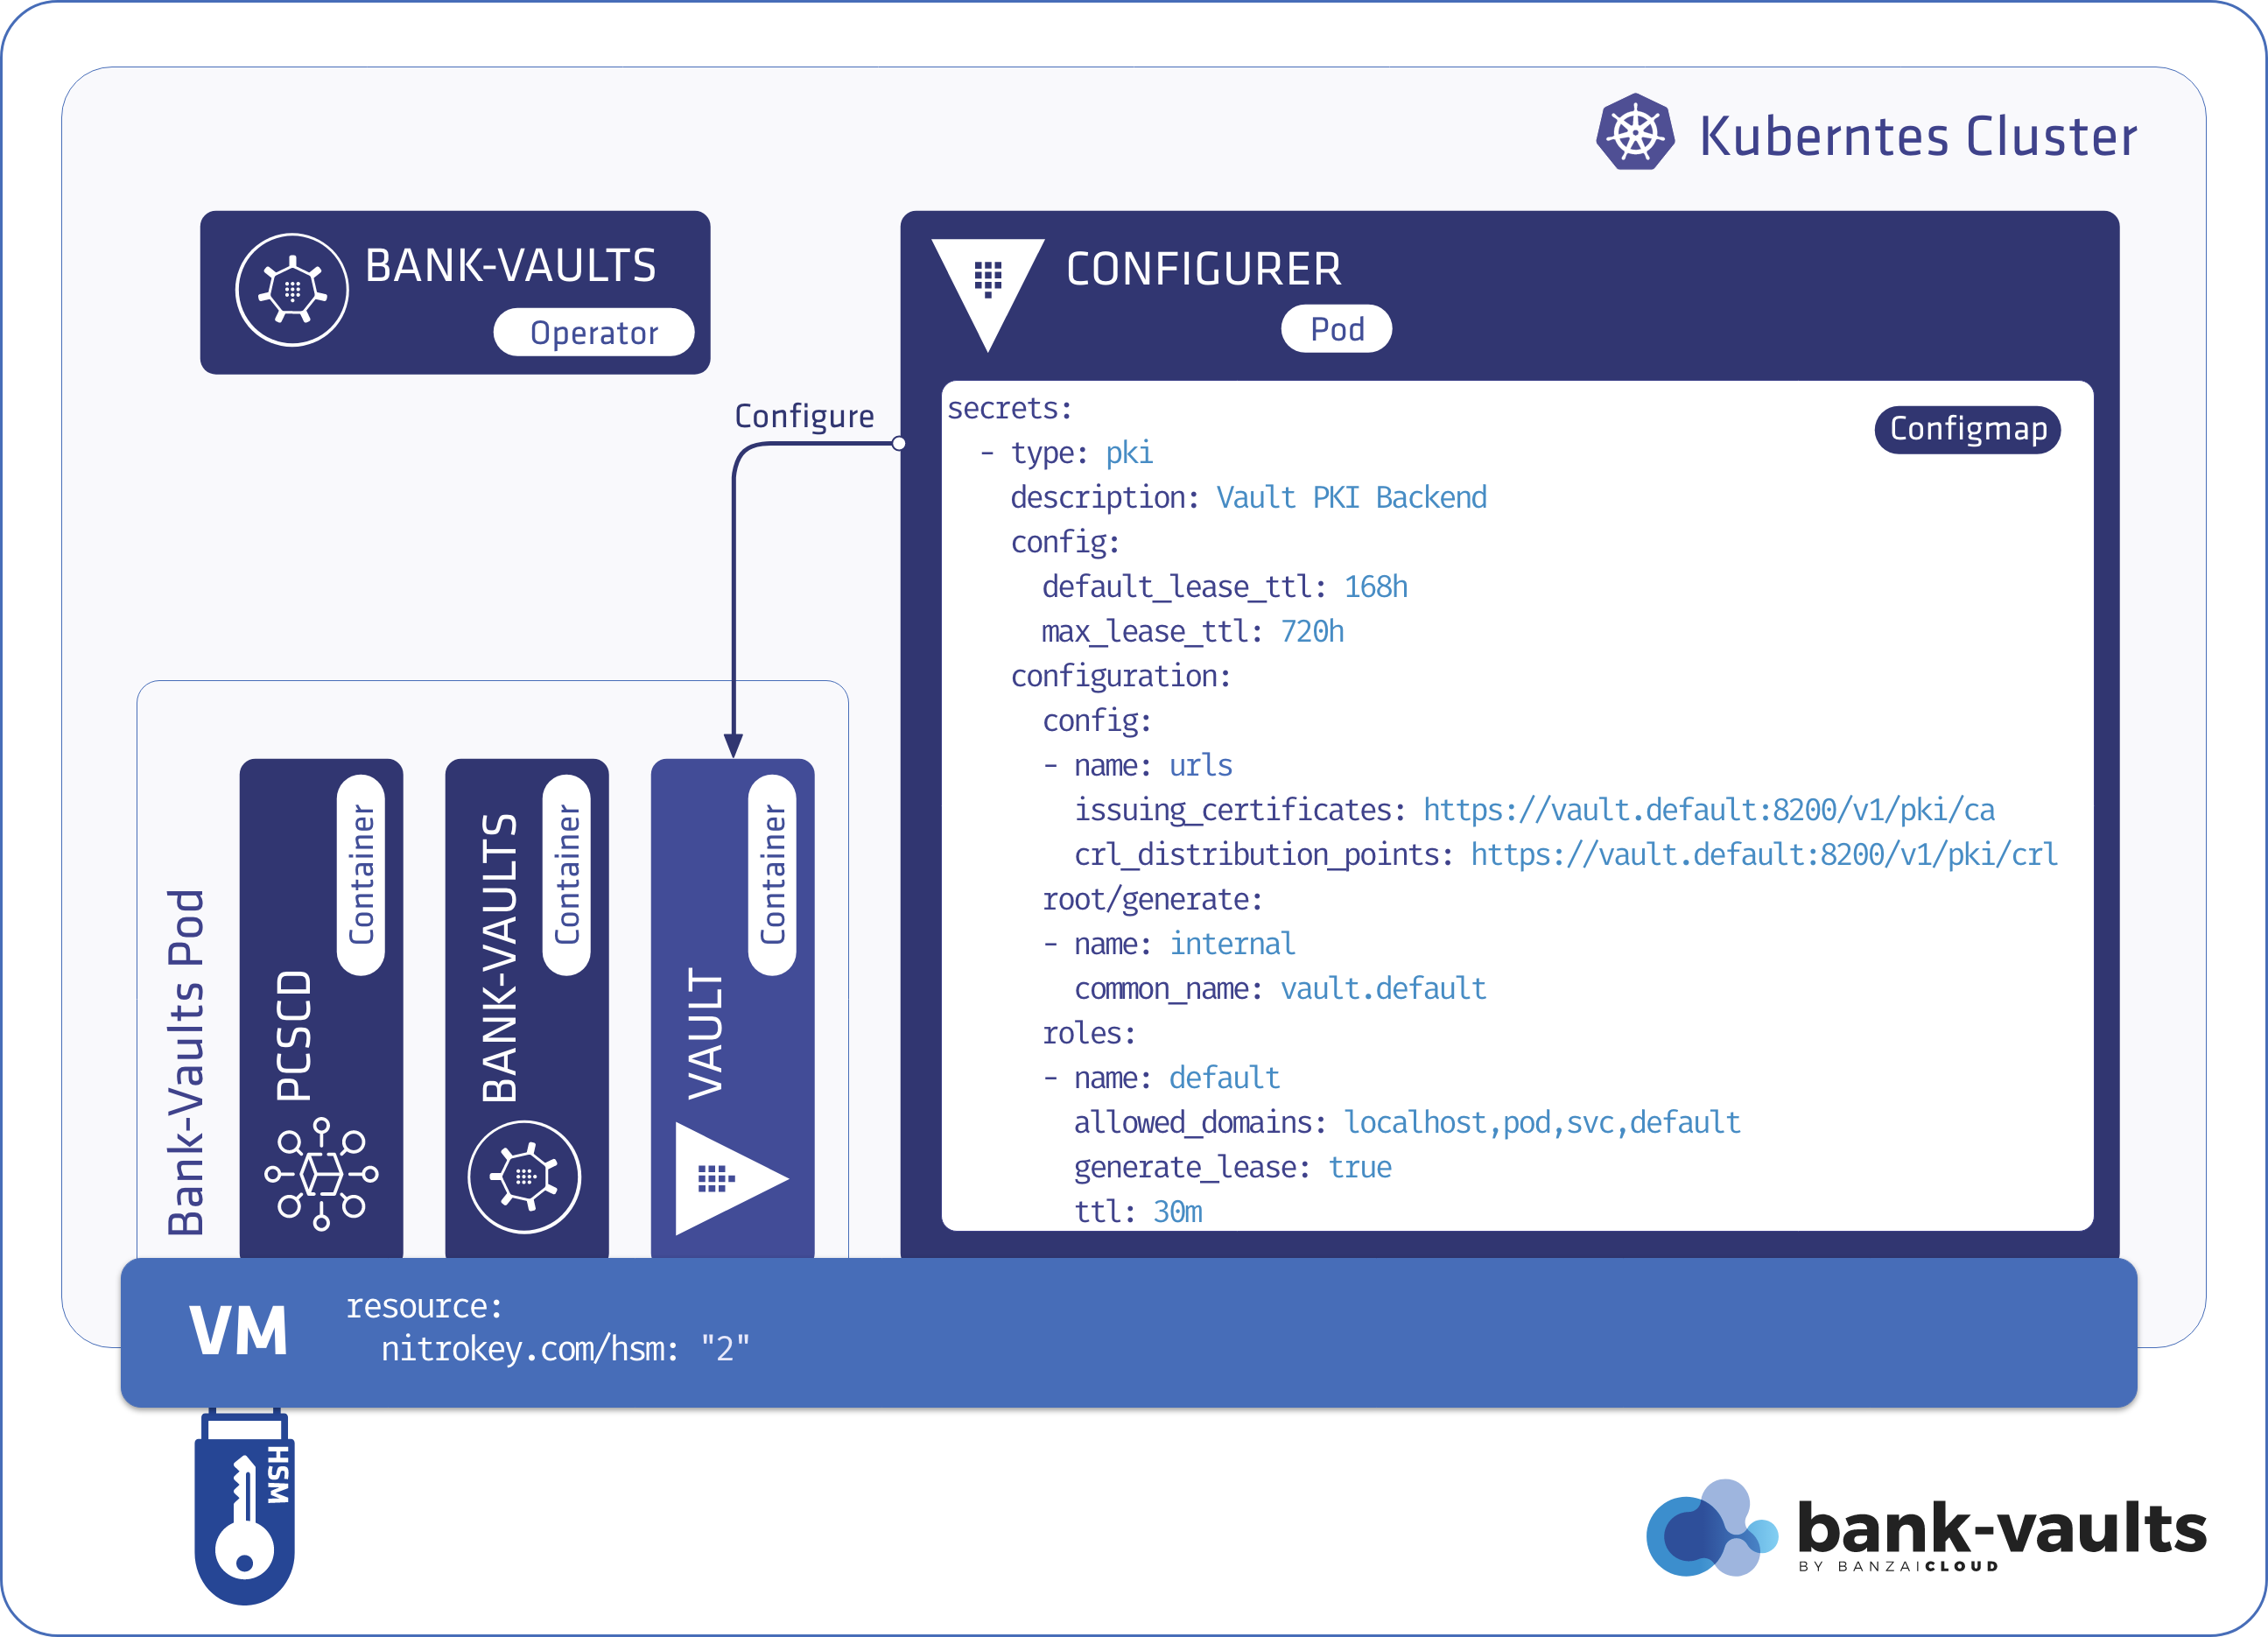 Kuberntes Cluster
BANK-VAULTS
Operator
CONFIGURER
Pod
Configure
Configmap
secrets:
  - type: pki
    description: Vault PKI Backend
    config:
      default_lease_ttl: 168h
      max_lease_ttl: 720h
    configuration:
      config:
      - name: urls
        issuing_certificates: https://vault.default:8200/v1/pki/ca
        crl_distribution_points: https://vault.default:8200/v1/pki/crl
      root/generate:
      - name: internal
        common_name: vault.default
      roles:
      - name: default
        allowed_domains: localhost,pod,svc,default
        generate_lease: true
        ttl: 30m
Bank-Vaults Pod
PCSCD
Container
BANK-VAULTS
Container
VAULT
Container
VM
resource:
  nitrokey.com/hsm: "2"
HSM
bank-vaults
BY BANZAICLOUD